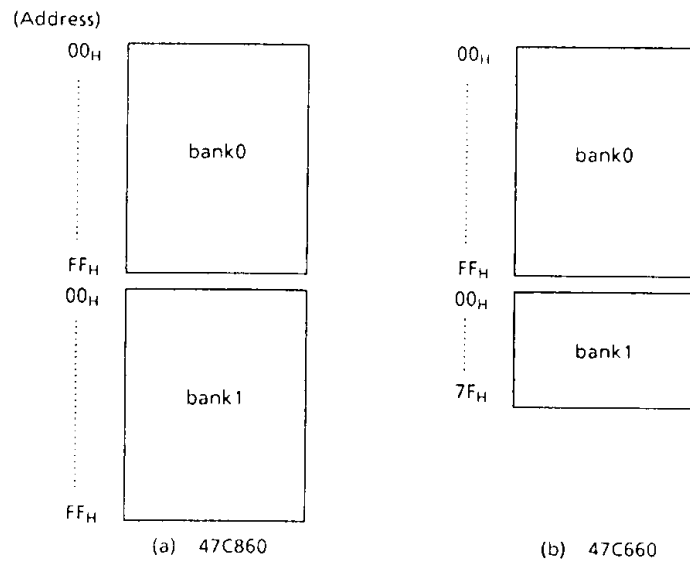 (Address)
00H
bank0
FFH
00H
bank1
FFH
(a) 47C860
00H
bank0
FFH
00H
bank1
7FH
(b) 47C660